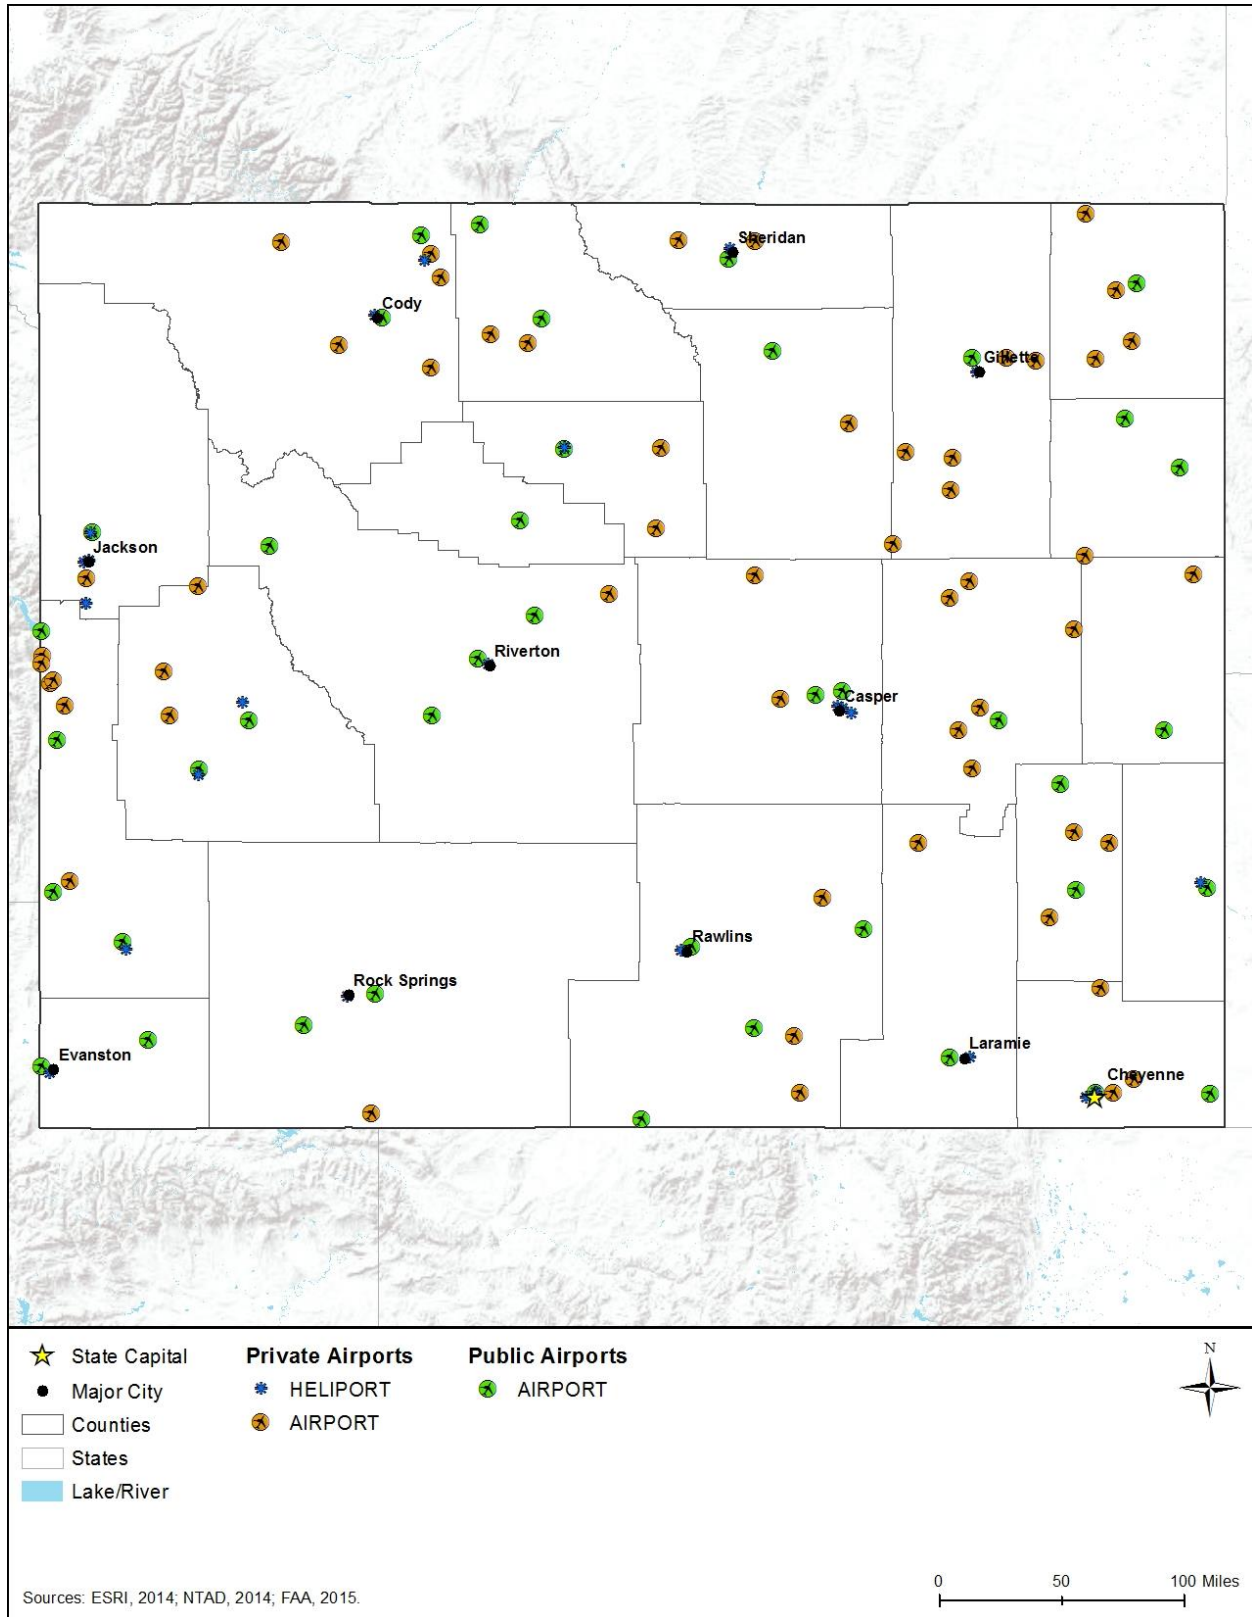 Sheridan
Cody
Gillette
Jackson
Riverton
Casper
Rawlins
Rock Springs
Evanston
Laramie
Cheyenne
State Capital
Major City
Counties
States
Lake/River
Private Airports
HELIPORT
AIRPORT
Public Airports
AIRPORT
N
0 50 100 Miles
Sources: ESRI, 2014; NTAD, 2014; FAA, 2015.